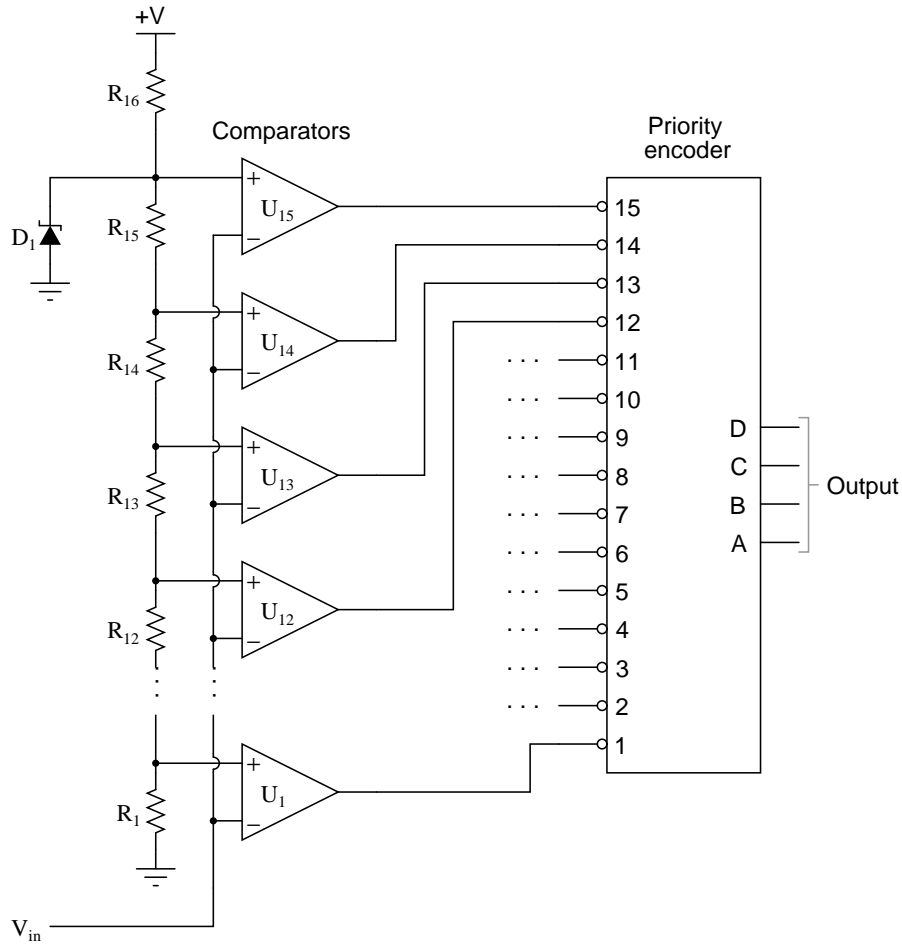 +V
R16
Comparators
Priority
encoder
+
U15
−
15
R15
D1
14
+
U14
−
13
12
R14
. . . 11
. . . 10
+
U13
−
D
. . . 9
C
Output
. . . 8
R13
B
. . . 7
A
. . . 6
+
U12
−
. . . 5
R12
. . . 4
. . . 3
. . . 2
1
+
U1
−
R1
Vin